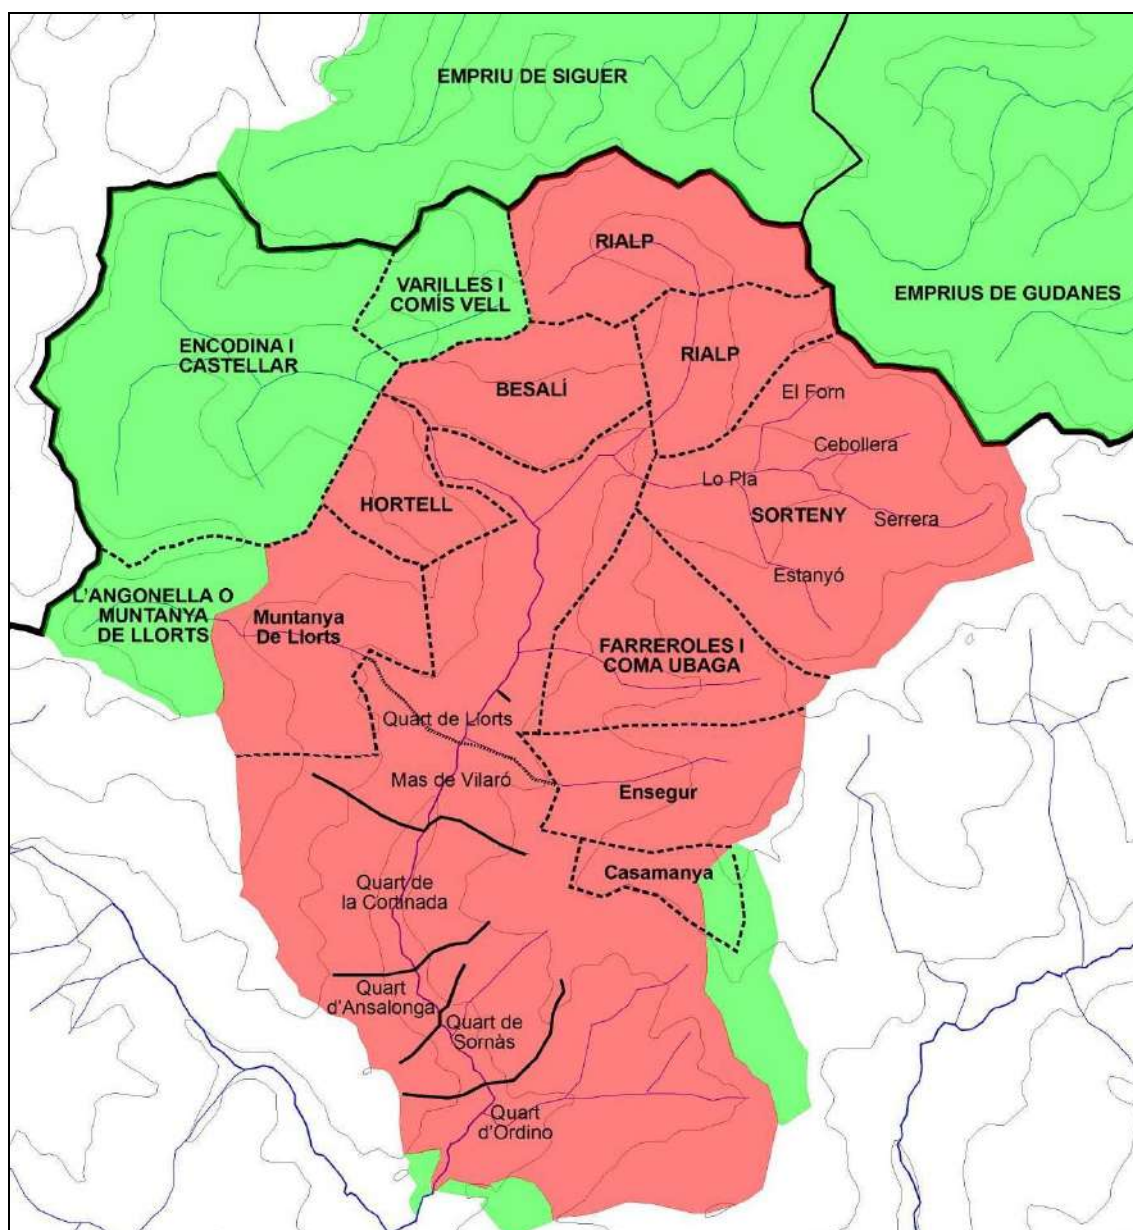 EMPRIU DE SIGUER
RIALP
VARILLES I
COMÍS VELL
EMPRIUS DE GUDANES
ENCODINA I
CASTELLAR
RIALP
BESALÍ
El Forn
Cebollera
Lo Pla
HORTELL
SORTENY
Serrera
Estanyó
L'ANGONELLA O
MUNTANYA
DE LLORTS
Muntanya
De Llorts
FARREROLES I
COMA UBAGA
Quart de Llorts
Mas de Vilaró
Ensegur
Casamanya
Quart de
la Cortinada
Quart
d'Ansalonga
Quart de
Sornàs
Quart
d'Ordino